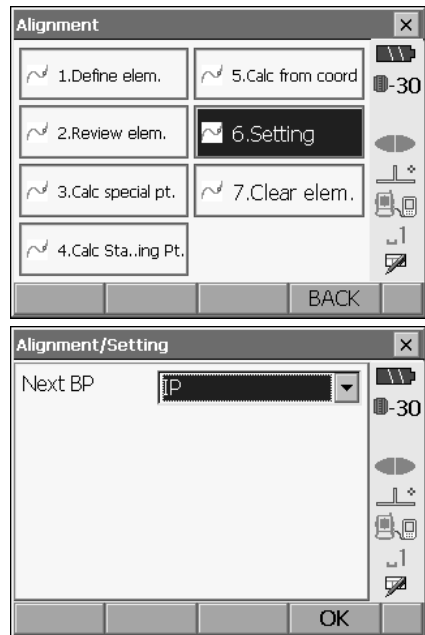 Alignment
1.Define elem.
5.Calc from coord
-30
2.Review elem.
6.Setting
3.Calc special pt.
7.Clear elem.
4.Calc Sta..ing Pt.
1
BACK
Alignment/Setting
Next BP
IP
-30
1
OK